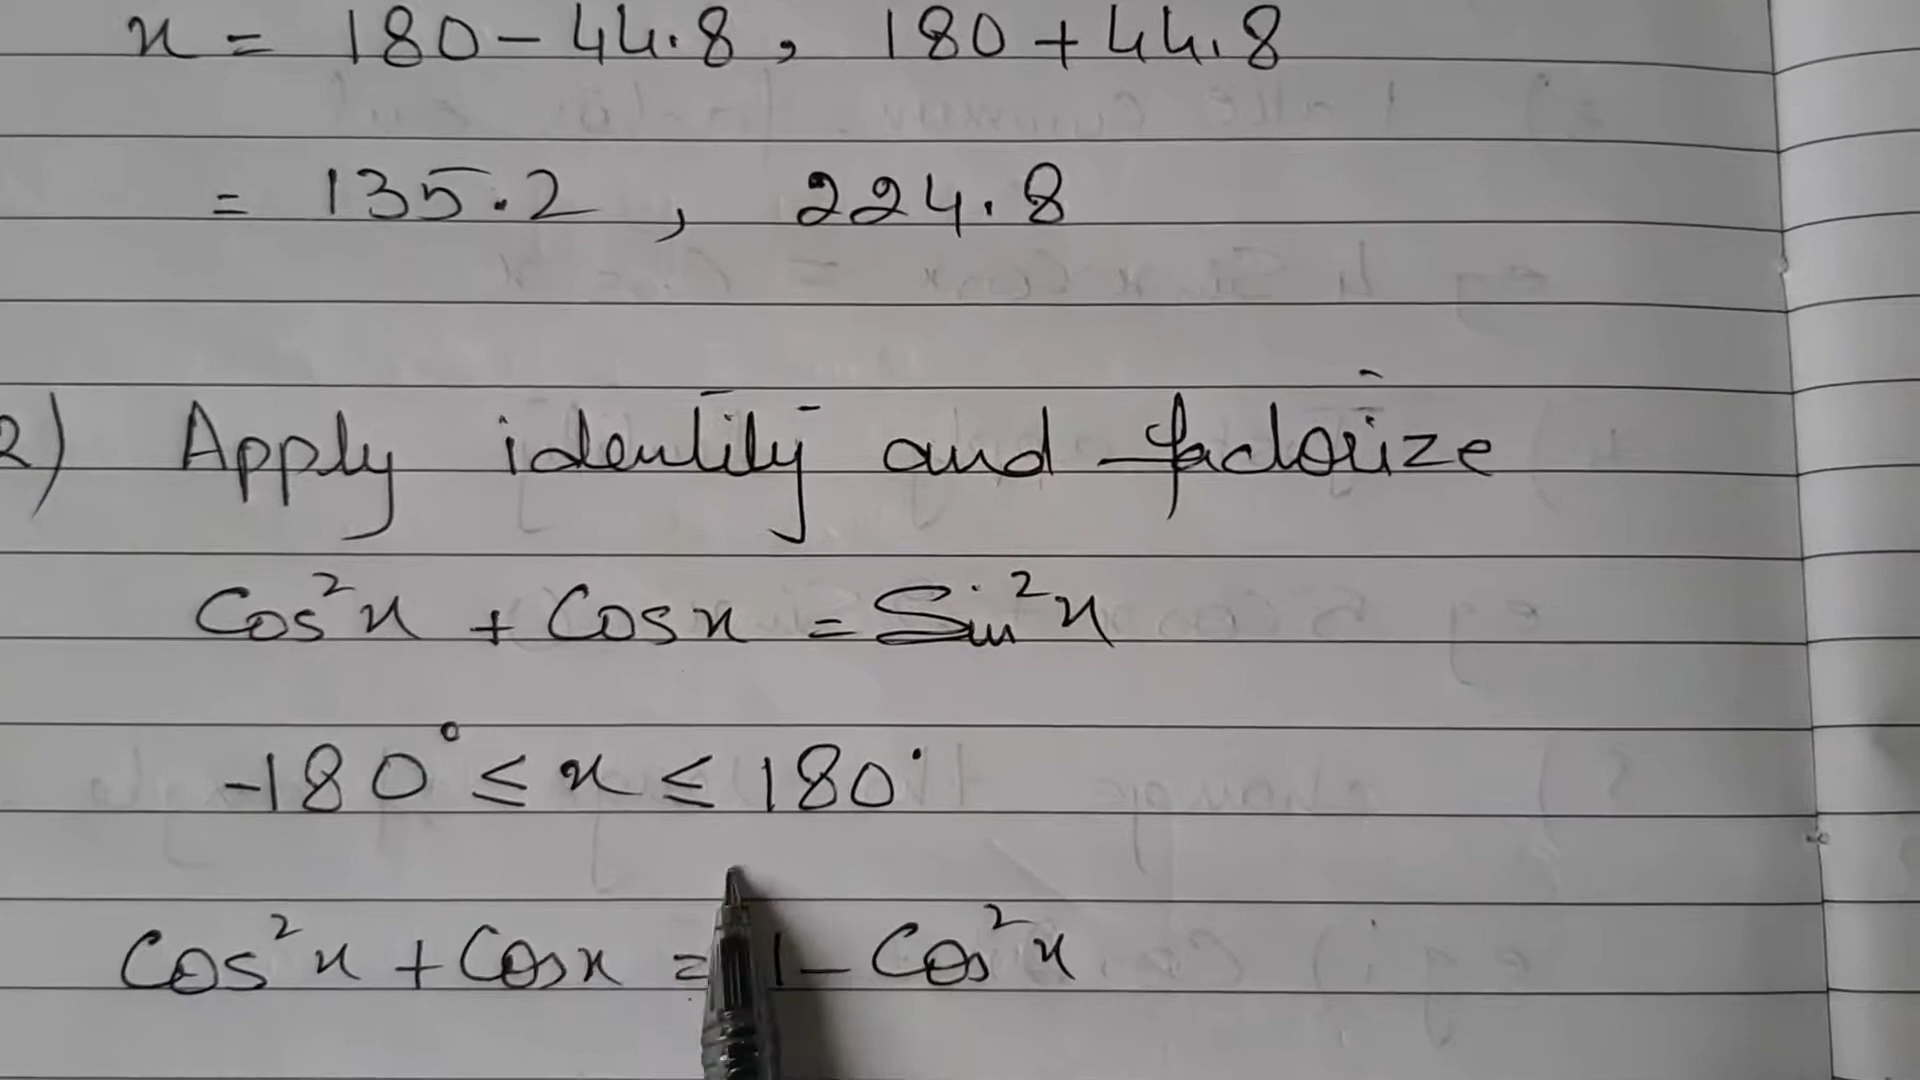 x = 180 - 44.8, 180 + 44.8
= 135.2, 224.8
2) Apply identity and factorize
Cos²x + Cosx = Sin²x
-180° ≤ x ≤ 180°
Cos²x + Cosx = 1 - Cos²x